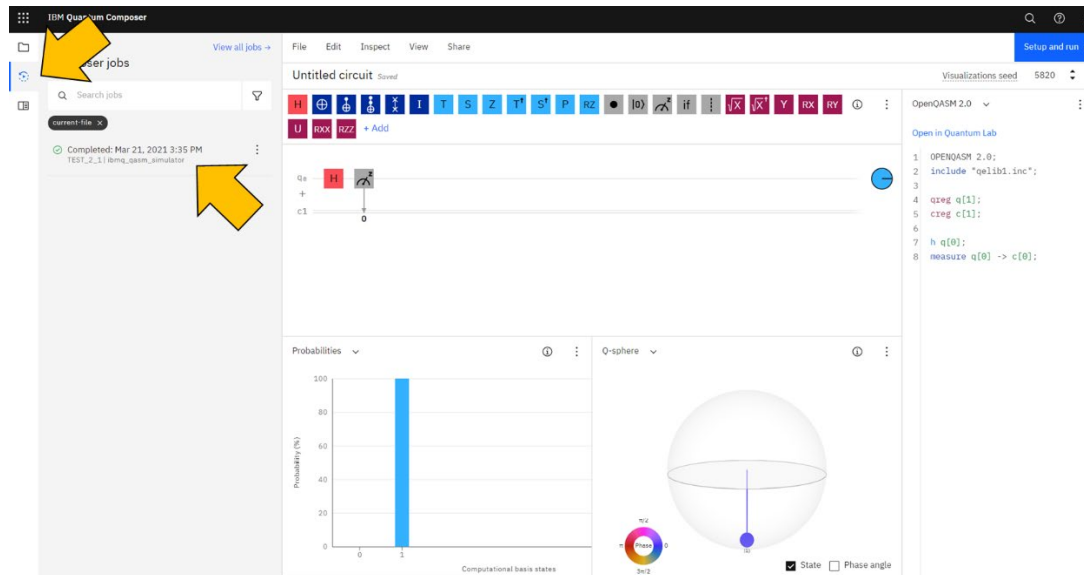 IBM Quantum Composer
View all jobs →
ser jobs
Search jobs
current-file ×
Completed: Mar 21, 2021 3:35 PM
TEST_2_1 | ibmq_qasm_simulator
File Edit Inspect View Share
Setup and run
Untitled circuit Saved
Visualizations seed 5820
H I T S Z T† S† P RZ |0⟩ z if √X √X† Y RX RY
U RXX RZZ + Add
H z
+
c1
0
OpenQASM 2.0
Open in Quantum Lab
1 OPENQASM 2.0;
2 include "qelib1.inc";
3
4 qreg q[1];
5 creg c[1];
6
7 h q[0];
8 measure q[0] -> c[0];
Probabilities
100
80
60
40
20
0
Probability (%)
0 1
Computational basis states
Q-sphere
π/2
π Phase 0
3π/2
State Phase angle